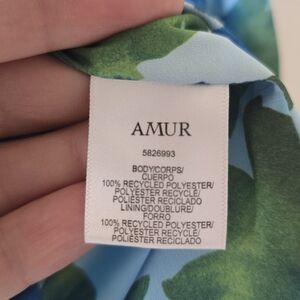 AMUR
5826993
BODY/CORPS/
CUERPO
100% RECYCLED POLYESTER/
POLYESTER RECYCLÉ/
POLIÉSTER RECICLADO
LINING/DOUBLURE/
FORRO
100% RECYCLED POLYESTER/
POLYESTER RECYCLÉ/
POLIÉSTER RECICLADO